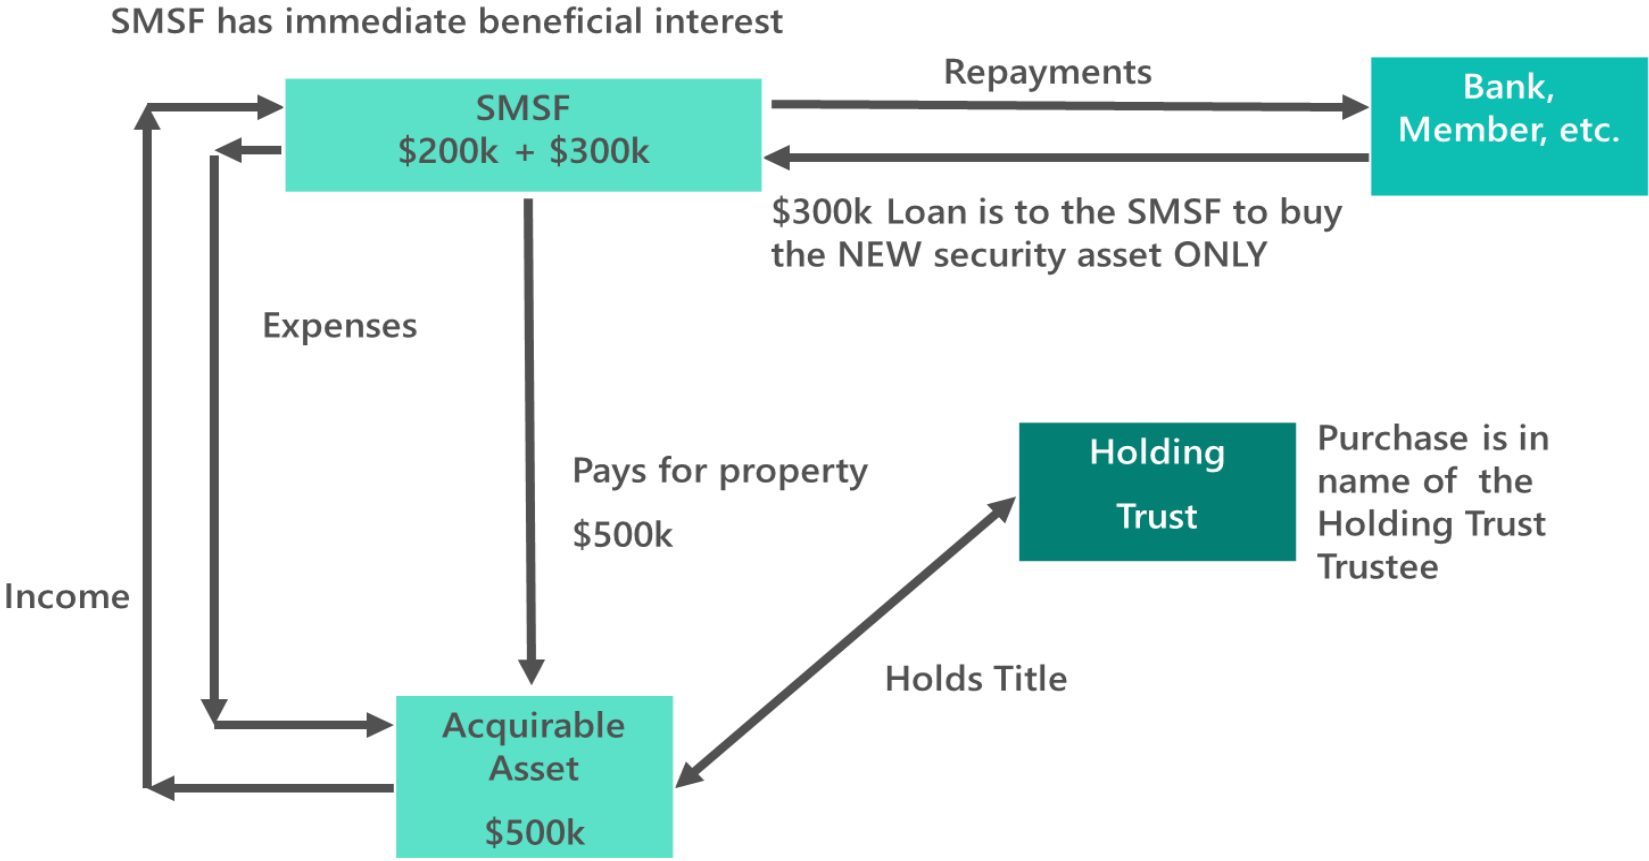 SMSF has immediate beneficial interest
Repayments
Bank,
Member, etc.
SMSF
$200k + $300k
$300k Loan is to the SMSF to buy
the NEW security asset ONLY
Expenses
Pays for property
$500k
Holding
Trust
Purchase is in
name of the
Holding Trust
Trustee
Income
Holds Title
Acquirable
Asset
$500k